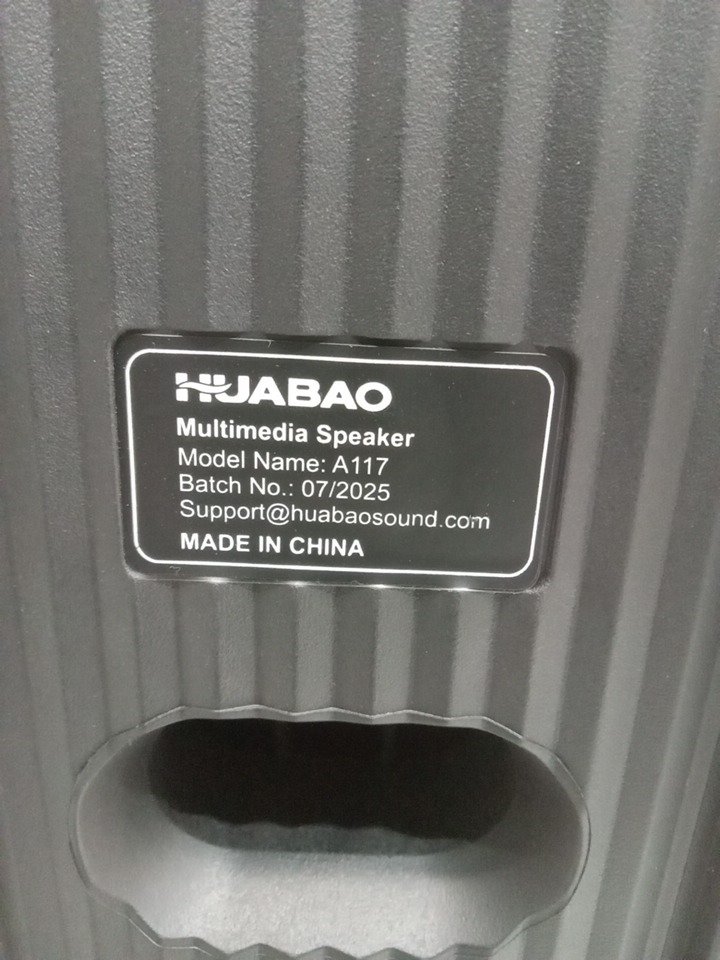 HUABAO
Multimedia Speaker
Model Name: A117
Batch No.: 07/2025
Support@huabaosound.com
MADE IN CHINA